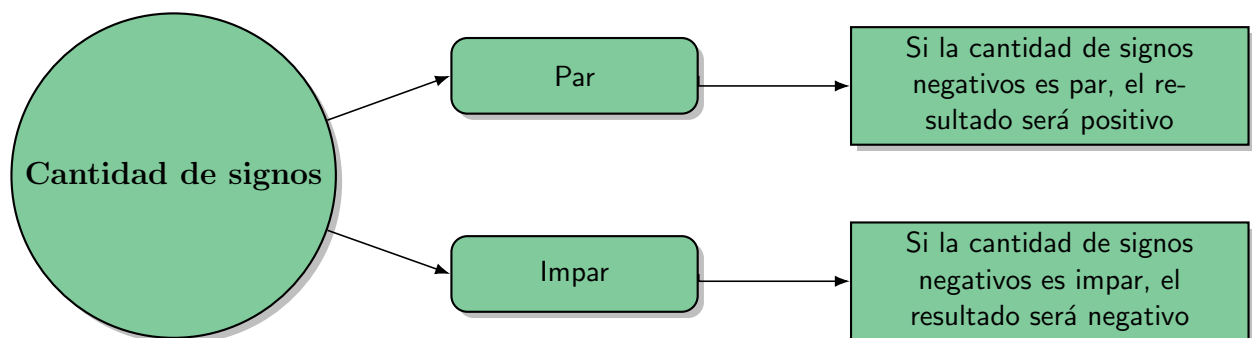 Cantidad de signos
Par
Si la cantidad de signos
negativos es par, el re-
sultado será positivo
Impar
Si la cantidad de signos
negativos es impar, el
resultado será negativo